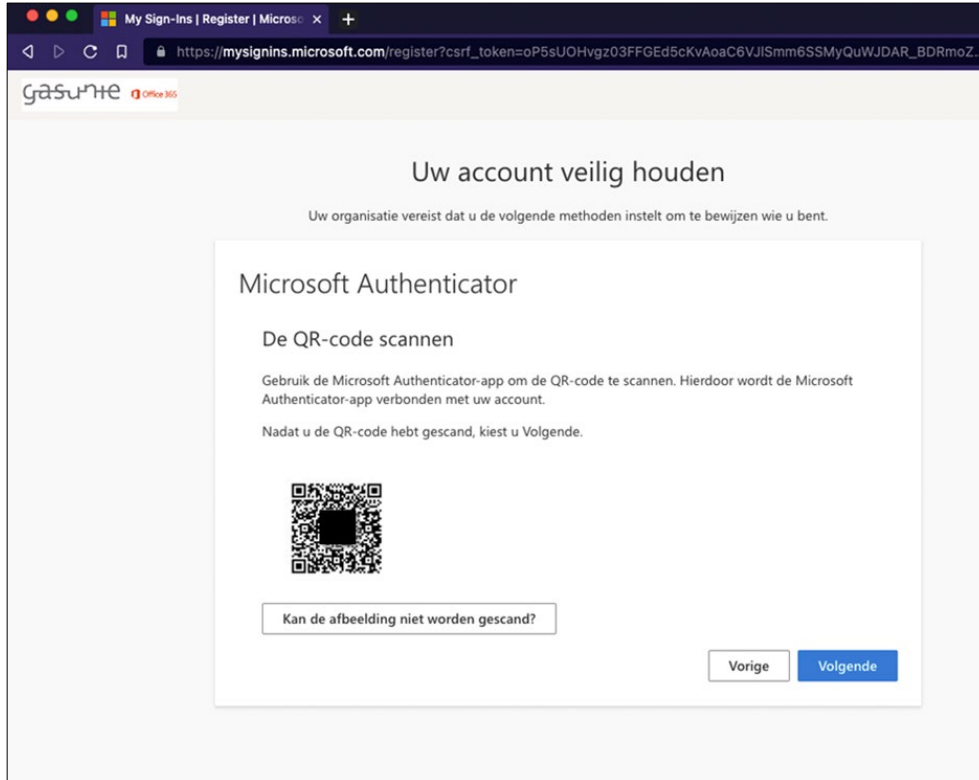 My Sign-Ins | Register | Microso
https://mysignins.microsoft.com/register?csrf_token=oP5sUOHvgz03FFGEd5cKvAoaC6VJISmm6SSMyQuWJDAR_BDRmoZ...
gasunie Office 365
Uw account veilig houden
Uw organisatie vereist dat u de volgende methoden instelt om te bewijzen wie u bent.
Microsoft Authenticator
De QR-code scannen
Gebruik de Microsoft Authenticator-app om de QR-code te scannen. Hierdoor wordt de Microsoft
Authenticator-app verbonden met uw account.
Nadat u de QR-code hebt gescand, kiest u Volgende.
Kan de afbeelding niet worden gescand?
Vorige Volgende